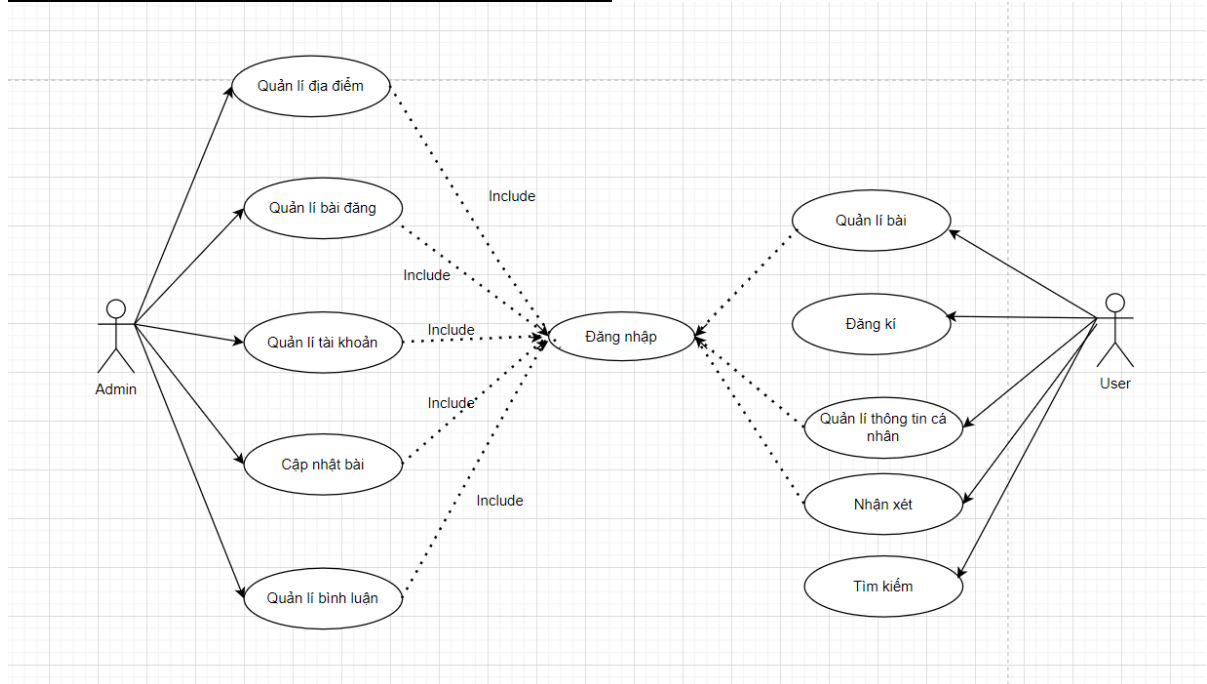 Quản lí địa điểm
Include
Quản lí bài đăng
Quản lí bài
Include
Đăng kí
Include
Quản lí tài khoản
Đăng nhập
Admin
User
Include
Quản lí thông tin cá
nhân
Cập nhật bài
Include
Nhận xét
Tìm kiếm
Quản lí bình luận